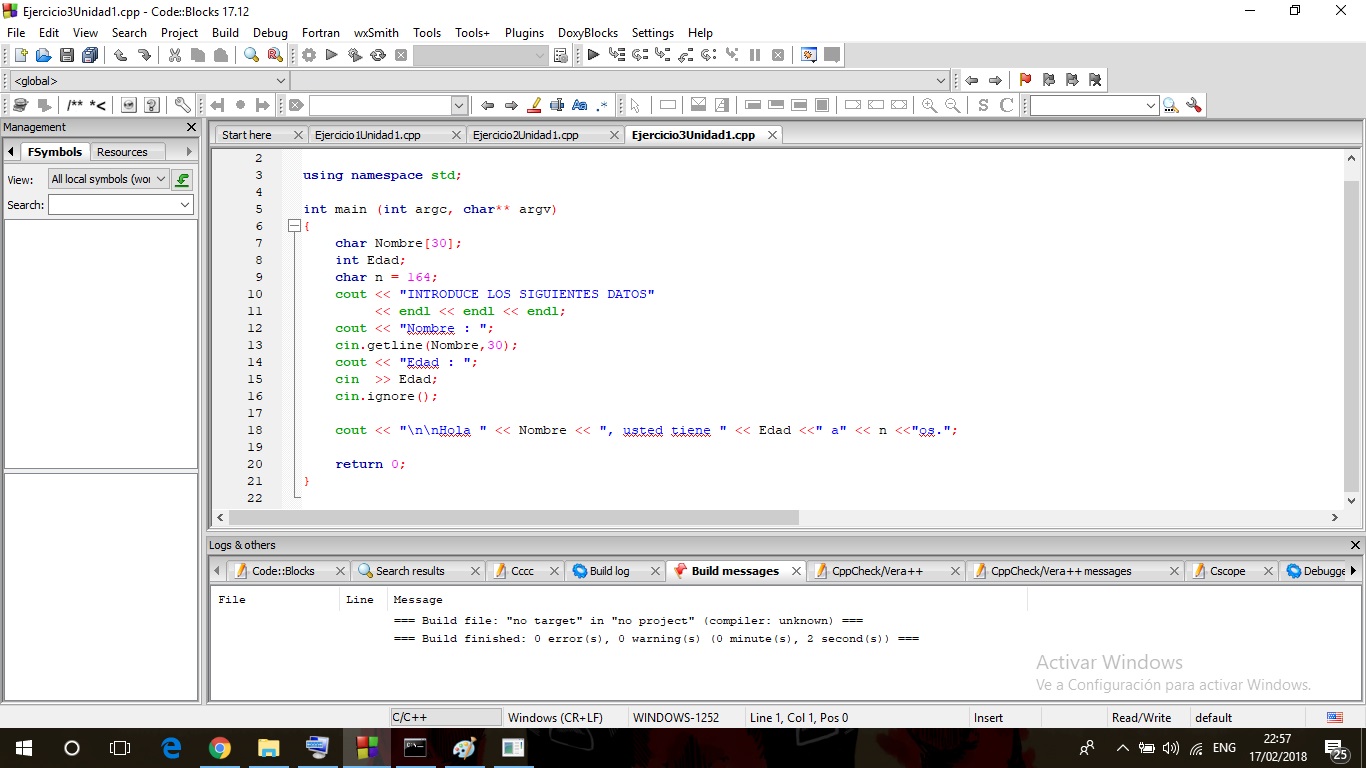 Ejercicio3Unidad1.cpp - Code::Blocks 17.12
File Edit View Search Project Build Debug Fortran wxSmith Tools Tools+ Plugins DoxyBlocks Settings Help
<global>
/** *<
S C
Management
Start here Ejercicio1Unidad1.cpp Ejercicio2Unidad1.cpp Ejercicio3Unidad1.cpp
FSymbols Resources
View: All local symbols (wor
Search:
2
3 using namespace std;
4
5 int main (int argc, char** argv)
6 {
7 char Nombre[30];
8 int Edad;
9 char n = 164;
10 cout << "INTRODUCE LOS SIGUIENTES DATOS"
11 << endl << endl << endl;
12 cout << "Nombre : ";
13 cin.getline(Nombre,30);
14 cout << "Edad : ";
15 cin >> Edad;
16 cin.ignore();
17
18 cout << "\n\nHola " << Nombre << ", usted tiene " << Edad <<" a" << n <<"os.";
19
20 return 0;
21 }
22
Logs & others
Code::Blocks Search results Cccc Build log Build messages CppCheck/Vera++ CppCheck/Vera++ messages Cscope Debugge
File Line Message
=== Build file: "no target" in "no project" (compiler: unknown) ===
=== Build finished: 0 error(s), 0 warning(s) (0 minute(s), 2 second(s)) ===
Activar Windows
Ve a Configuración para activar Windows.
C/C++ Windows (CR+LF) WINDOWS-1252 Line 1, Col 1, Pos 0 Insert Read/Write default
ENG 22:57
17/02/2018 25